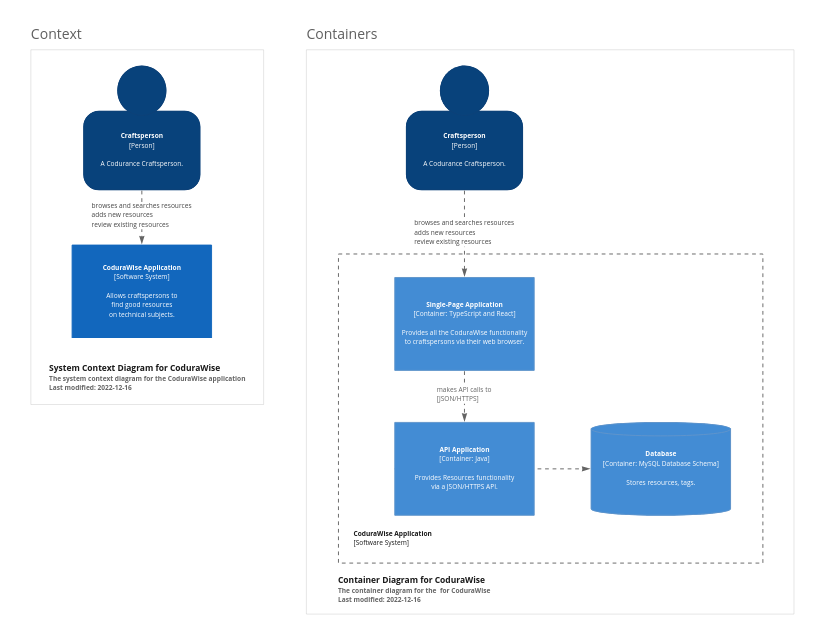 Context
Craftsperson
[Person]
A Codurance Craftsperson.
browses and searches resources
adds new resources
review existing resources
CoduraWise Application
[Software System]
Allows craftspersons to
find good resources
on technical subjects.
System Context Diagram for CoduraWise
The system context diagram for the CoduraWise application
Last modified: 2022-12-16
Containers
Craftsperson
[Person]
A Codurance Craftsperson.
browses and searches resources
adds new resources
review existing resources
Single-Page Application
[Container: TypeScript and React]
Provides all the CoduraWise functionality
to craftspersons via their web browser.
makes API calls to
[JSON/HTTPS]
API Application
[Container: Java]
Provides Resources functionality
via a JSON/HTTPS API.
Database
[Container: MySQL Database Schema]
Stores resources, tags.
CoduraWise Application
[Software System]
Container Diagram for CoduraWise
The container diagram for the  for CoduraWise
Last modified: 2022-12-16